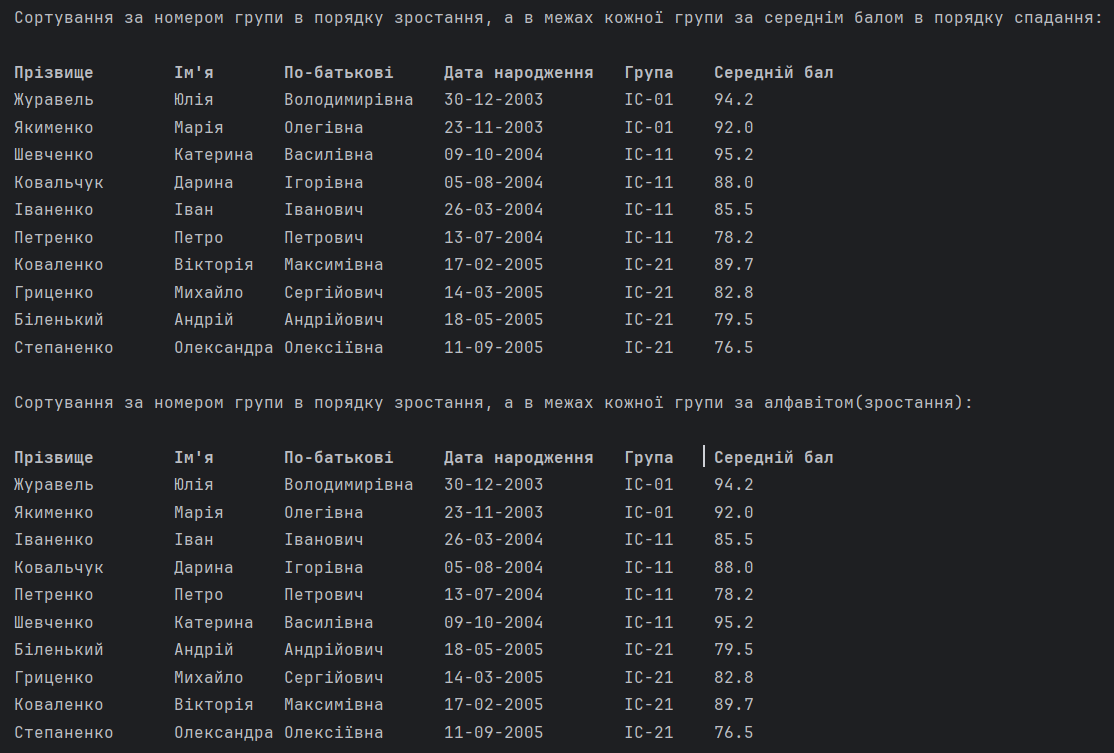 Сортування за номером групи в порядку зростання, а в межах кожної групи за середнім балом в порядку спадання:
Прізвище Ім'я По-батькові Дата народження Група Середній бал
Журавель Юлія Володимирівна 30-12-2003 ІС-01 94.2
Якименко Марія Олегівна 23-11-2003 ІС-01 92.0
Шевченко Катерина Василівна 09-10-2004 ІС-11 95.2
Ковальчук Дарина Ігорівна 05-08-2004 ІС-11 88.0
Іваненко Іван Іванович 26-03-2004 ІС-11 85.5
Петренко Петро Петрович 13-07-2004 ІС-11 78.2
Коваленко Вікторія Максимівна 17-02-2005 ІС-21 89.7
Гриценко Михайло Сергійович 14-03-2005 ІС-21 82.8
Біленький Андрій Андрійович 18-05-2005 ІС-21 79.5
Степаненко Олександра Олексіївна 11-09-2005 ІС-21 76.5
Сортування за номером групи в порядку зростання, а в межах кожної групи за алфавітом(зростання):
Прізвище Ім'я По-батькові Дата народження Група Середній бал
Журавель Юлія Володимирівна 30-12-2003 ІС-01 94.2
Якименко Марія Олегівна 23-11-2003 ІС-01 92.0
Іваненко Іван Іванович 26-03-2004 ІС-11 85.5
Ковальчук Дарина Ігорівна 05-08-2004 ІС-11 88.0
Петренко Петро Петрович 13-07-2004 ІС-11 78.2
Шевченко Катерина Василівна 09-10-2004 ІС-11 95.2
Біленький Андрій Андрійович 18-05-2005 ІС-21 79.5
Гриценко Михайло Сергійович 14-03-2005 ІС-21 82.8
Коваленко Вікторія Максимівна 17-02-2005 ІС-21 89.7
Степаненко Олександра Олексіївна 11-09-2005 ІС-21 76.5